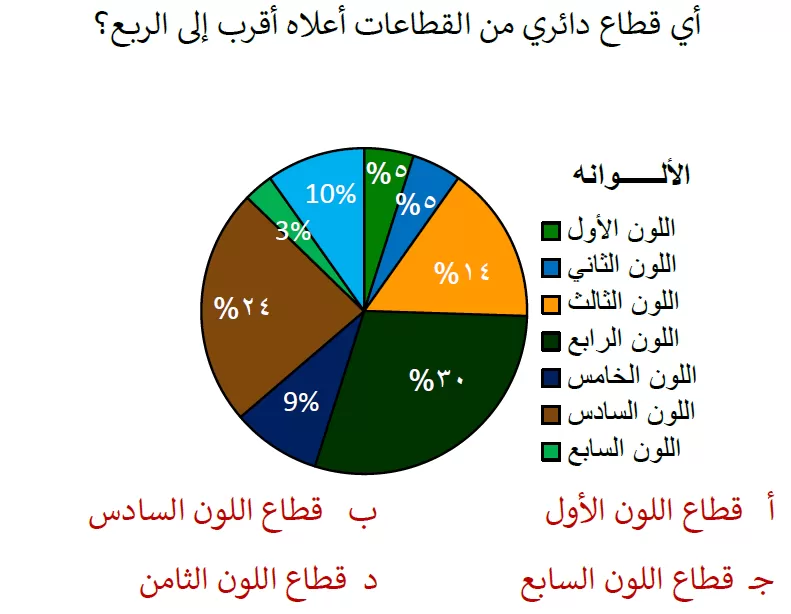 أي قطاع دائري من القطاعات أعلاه أقرب إلى الربع؟
الألـــــوانه
%٥
%٥
10%
3%
%١٤
%٢٤
%٣٠
9%
اللون الأول
اللون الثاني
اللون الثالث
اللون الرابع
اللون الخامس
اللون السادس
اللون السابع
أ قطاع اللون الأول
ب قطاع اللون السادس
جـ قطاع اللون السابع
د قطاع اللون الثامن